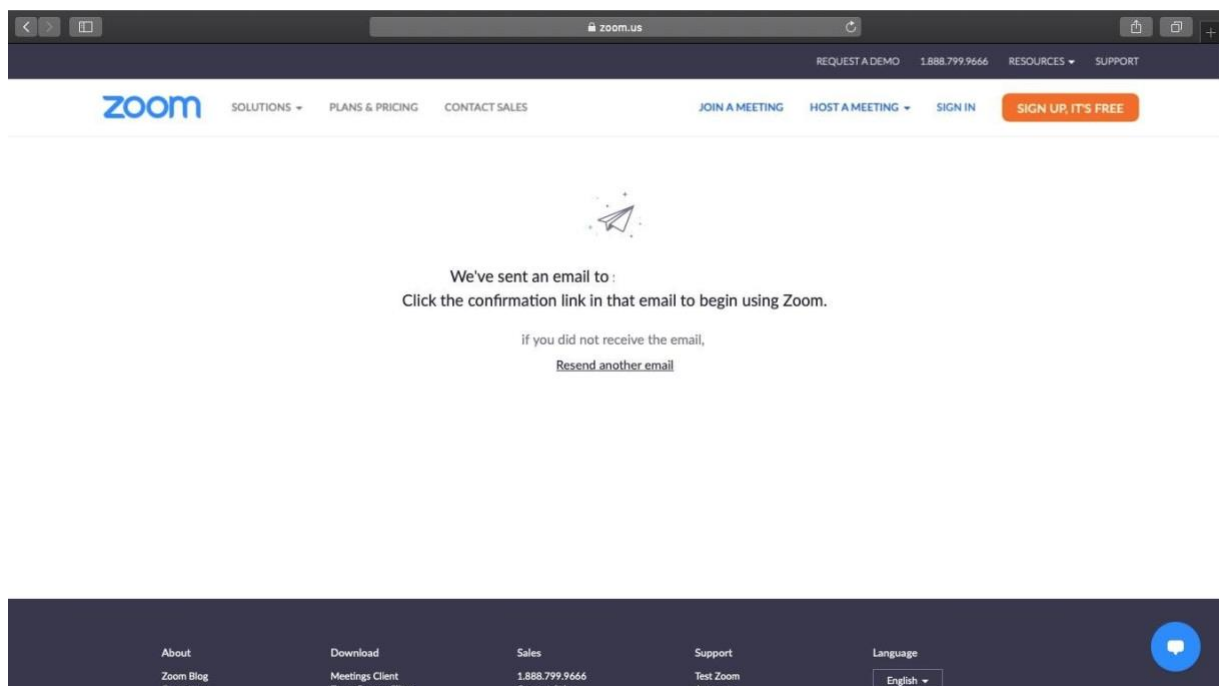 zoom.us
REQUEST A DEMO 1.888.799.9666 RESOURCES SUPPORT
zoom SOLUTIONS PLANS & PRICING CONTACT SALES JOIN A MEETING HOST A MEETING SIGN IN SIGN UP, IT'S FREE
We've sent an email to
Click the confirmation link in that email to begin using Zoom.
if you did not receive the email,
Resend another email
About Download Sales Support Language
Zoom Blog Meetings Client 1.888.799.9666 Test Zoom English